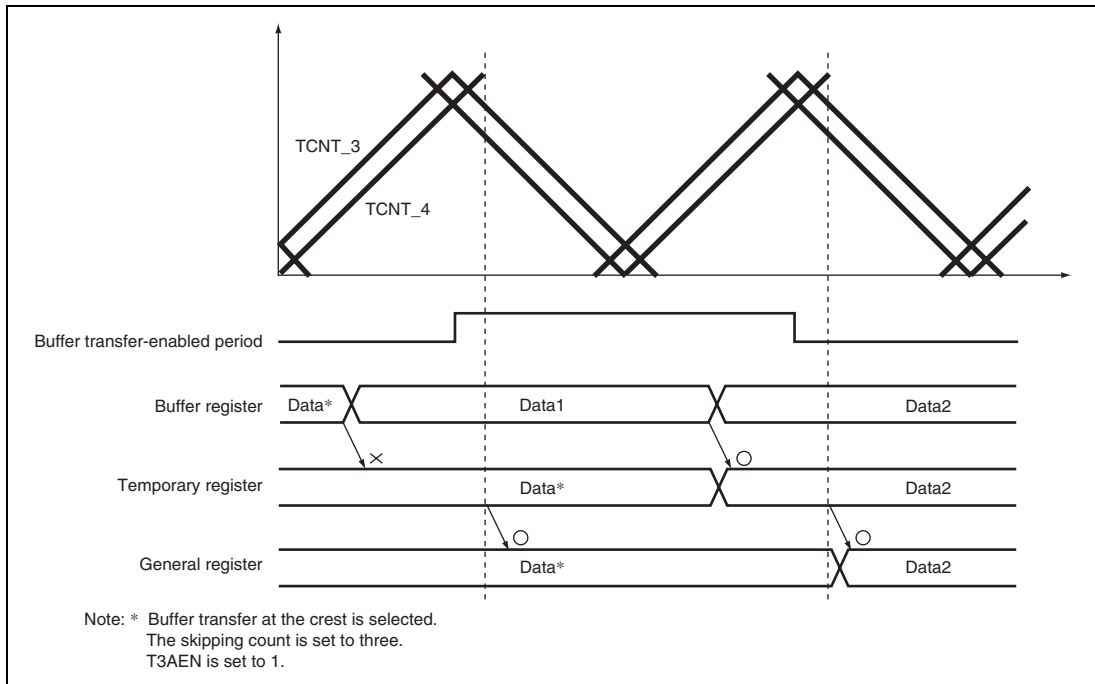 TCNT_3
TCNT_4
Buffer transfer-enabled period
Buffer register
Data*
Data1
Data2
Temporary register
Data*
Data2
General register
Data*
Data2
Note: * Buffer transfer at the crest is selected.
The skipping count is set to three.
T3AEN is set to 1.